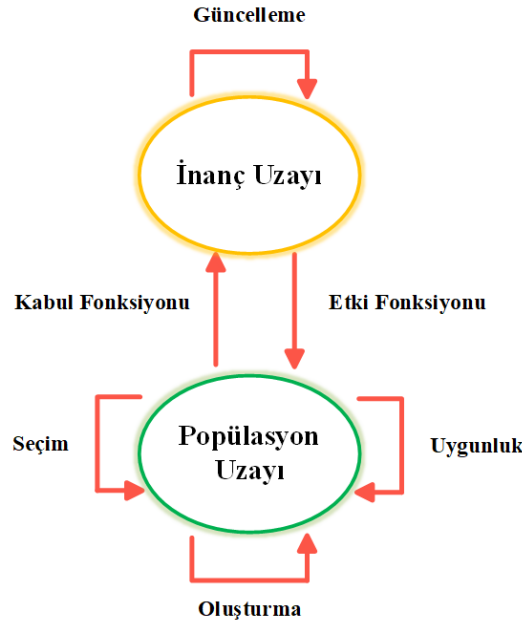 Güncelleme
İnanç Uzayı
Kabul Fonksiyonu
Etki Fonksiyonu
Seçim
Popülasyon
Uzayı
Uygunluk
Oluşturma